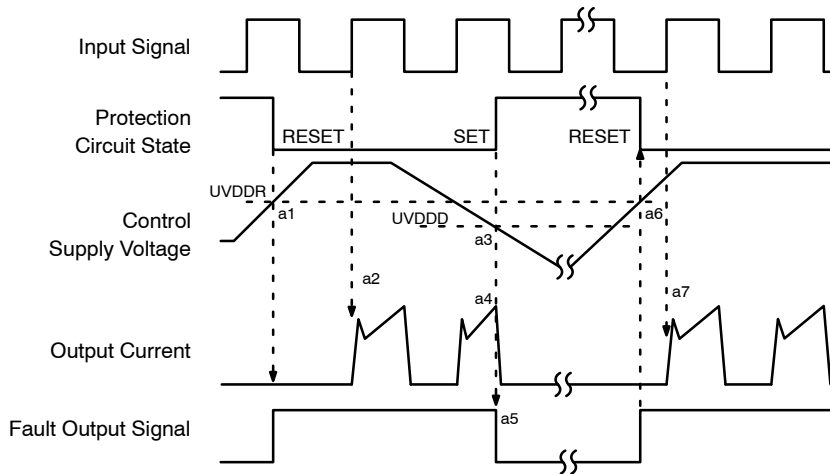 Input Signal
Protection
Circuit State
RESET
SET
RESET
UVDDR
a1
a6
Control
Supply Voltage
UVDDD
a3
a2
a4
a7
Output Current
a5
Fault Output Signal